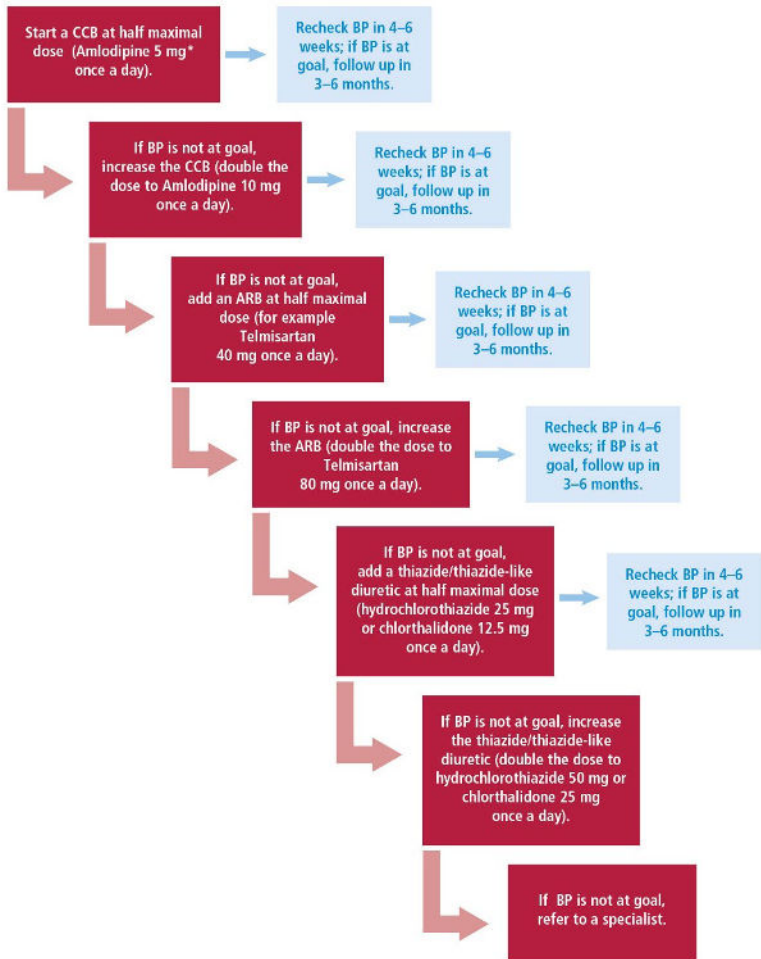 Start a CCB at half maximal
dose (Amlodipine 5 mg*
once a day).
Recheck BP in 4–6
weeks; if BP is at
goal, follow up in
3–6 months.
If BP is not at goal,
increase the CCB (double the
dose to Amlodipine 10 mg
once a day).
Recheck BP in 4–6
weeks; if BP is at
goal, follow up in
3–6 months.
If BP is not at goal,
add an ARB at half maximal
dose (for example
Telmisartan
40 mg once a day).
Recheck BP in 4–6
weeks; if BP is at
goal, follow up in
3–6 months.
If BP is not at goal, increase
the ARB (double the dose to
Telmisartan
80 mg once a day).
Recheck BP in 4–6
weeks; if BP is at
goal, follow up in
3–6 months.
If BP is not at goal,
add a thiazide/thiazide-like
diuretic at half maximal dose
(hydrochlorothiazide 25 mg
or chlorthalidone 12.5 mg
once a day).
Recheck BP in 4–6
weeks; if BP is at
goal, follow up in
3–6 months.
If BP is not at goal, increase
the thiazide/thiazide-like
diuretic (double the dose to
hydrochlorothiazide 50 mg or
chlorthalidone 25 mg
once a day).
If BP is not at goal,
refer to a specialist.